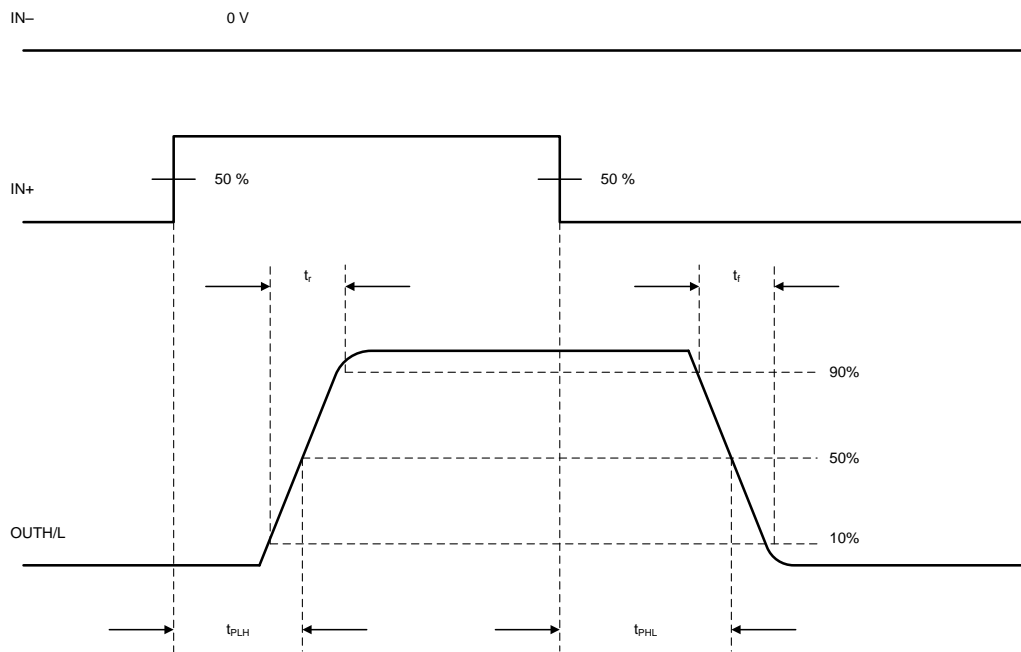 IN– 0 V
50 % 50 %
IN+
tr tf
90%
50%
OUTH/L 10%
tPLH tPHL